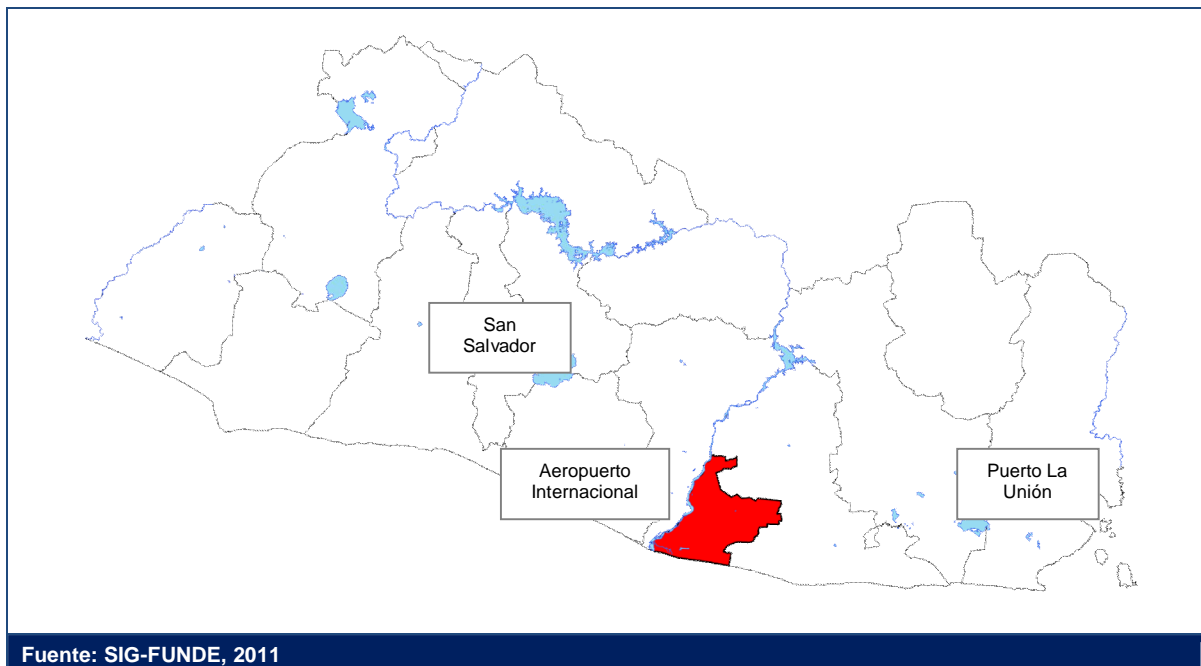 San
Salvador
Aeropuerto
Internacional
Puerto La
Unión
Fuente: SIG-FUNDE, 2011